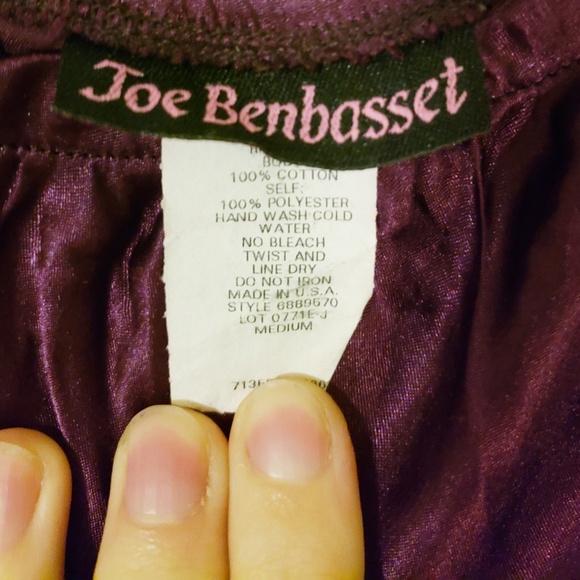 Joe Benbasset
BODY
100% COTTON
SELF:
100% POLYESTER
HAND WASH COLD
WATER
NO BLEACH
TWIST AND
LINE DRY
DO NOT IRON
MADE IN U.S.A.
STYLE 6889570
LOT 0771E-J
MEDIUM